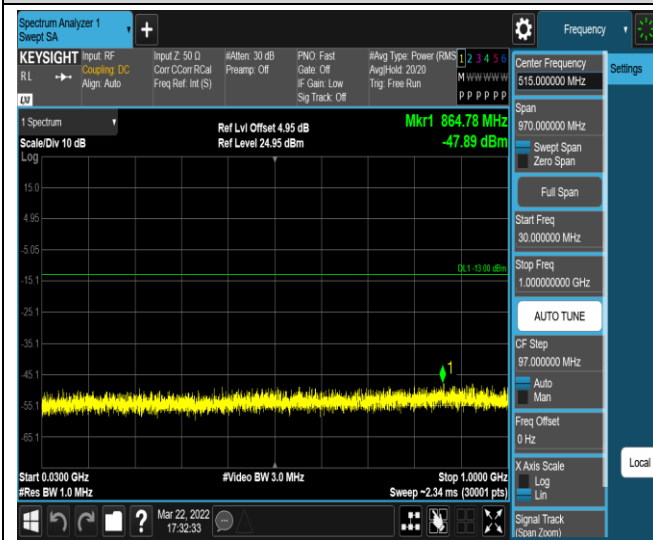 Spectrum Analyzer 1
Swept SA
+
Frequency
KEYSIGHT
RL
LXI
Input: RF
Coupling: DC
Align: Auto
Input Z: 50 Ω
Corr CCorr RCal
Freq Ref: Int (S)
#Atten: 30 dB
Preamp: Off
PNO: Fast
Gate: Off
IF Gain: Low
Sig Track: Off
#Avg Type: Power (RMS
Avg|Hold: 20/20
Trig: Free Run
1 2 3 4 5 6
M W W W W W
P P P P P P
Center Frequency
515.000000 MHz
Settings
Span
970.000000 MHz
Swept Span
Zero Span
Full Span
Start Freq
30.000000 MHz
Stop Freq
1.000000000 GHz
AUTO TUNE
CF Step
97.000000 MHz
Auto
Man
Freq Offset
0 Hz
X Axis Scale
Log
Lin
Signal Track
(Span Zoom)
Local
1 Spectrum
Scale/Div 10 dB
Log
Ref Lvl Offset 4.95 dB
Ref Level 24.95 dBm
Mkr1 864.78 MHz
-47.89 dBm
15.0
4.95
-5.05
DL1 -13.00 dBm
-15.1
-25.1
-35.1
-45.1
1
-55.1
-65.1
Start 0.0300 GHz
#Res BW 1.0 MHz
#Video BW 3.0 MHz
Stop 1.0000 GHz
Sweep ~2.34 ms (30001 pts)
?
Mar 22, 2022
17:32:33